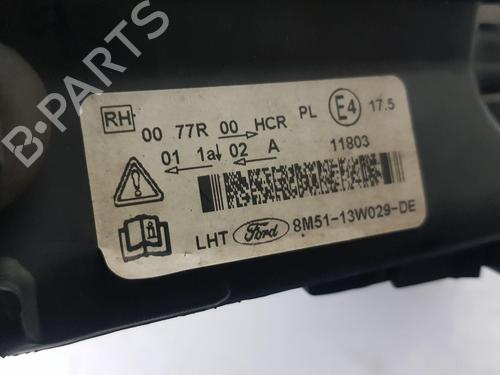 RH
00 77R 00 HCR PL E4 17.5
01 1a 02 A 11803
LHT Ford 8M51-13W029-DE
B-PARTS